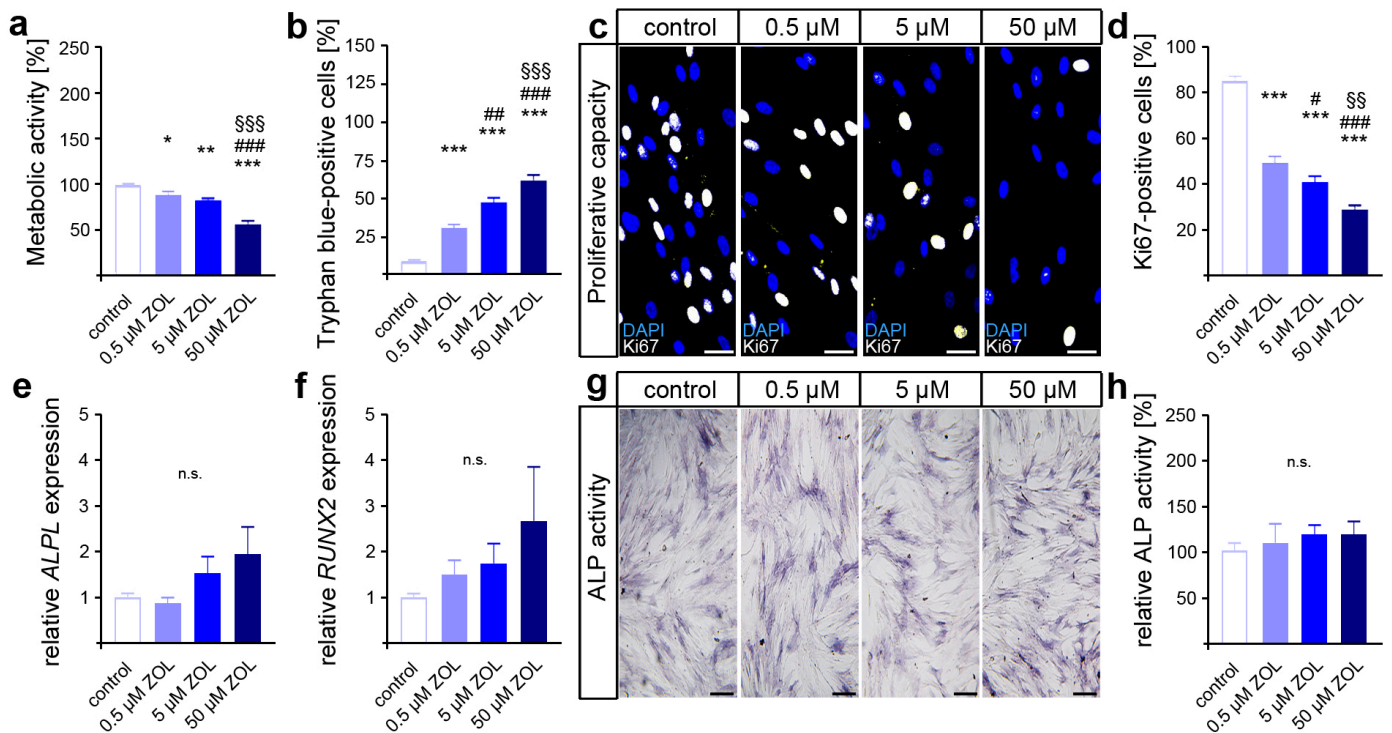 a
Metabolic activity [%]
250
200
150
100
50
*
**
§§§
###
***
control
0.5 µM ZOL
5 µM ZOL
50 µM ZOL
b
Tryphan blue-positive cells [%]
150
125
100
75
50
25
***
##
***
§§§
###
***
control
0.5 µM ZOL
5 µM ZOL
50 µM ZOL
c
control
0.5 µM
5 µM
50 µM
Proliferative capacity
DAPI
Ki67
DAPI
Ki67
DAPI
Ki67
DAPI
Ki67
d
Ki67-positive cells [%]
100
80
60
40
20
***
#
***
§§
###
***
control
0.5 µM ZOL
5 µM ZOL
50 µM ZOL
e
relative ALPL expression
5
4
3
2
1
n.s.
control
0.5 µM ZOL
5 µM ZOL
50 µM ZOL
f
relative RUNX2 expression
5
4
3
2
1
n.s.
control
0.5 µM ZOL
5 µM ZOL
50 µM ZOL
g
control
0.5 µM
5 µM
50 µM
ALP activity
h
relative ALP activity [%]
250
200
150
100
50
n.s.
control
0.5 µM ZOL
5 µM ZOL
50 µM ZOL